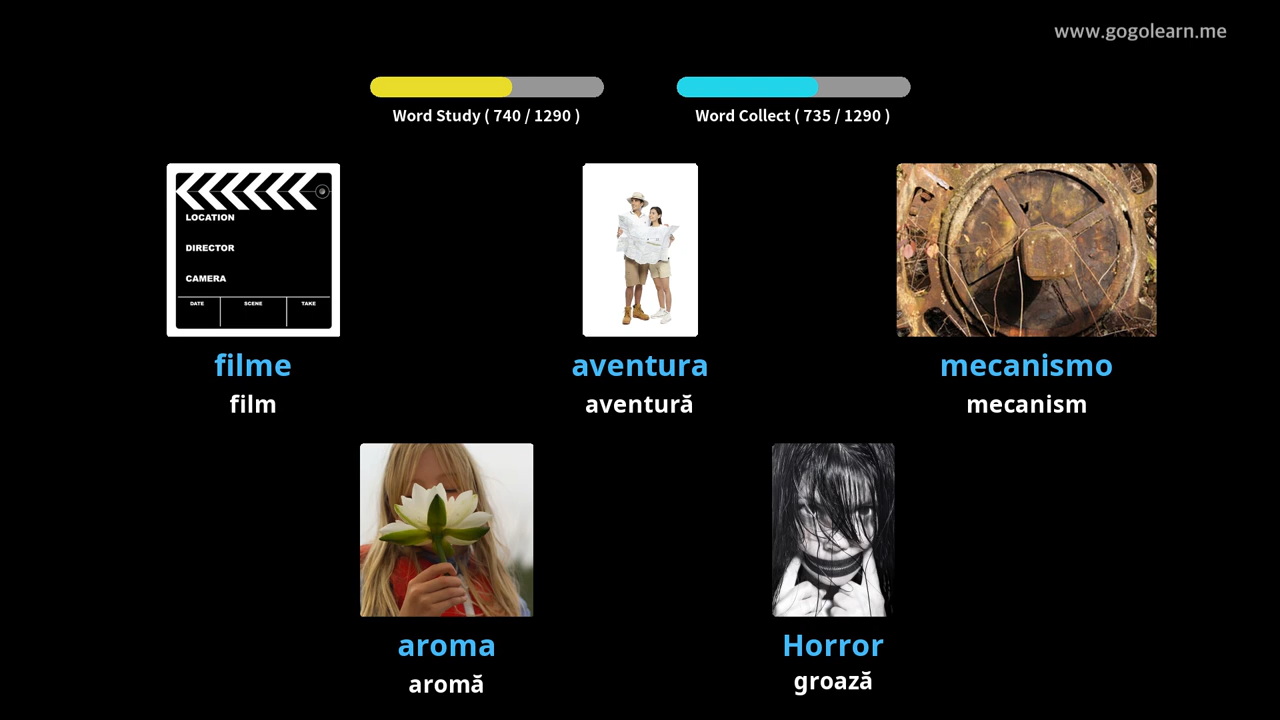 www.gogolearn.me
Word Study ( 740 / 1290 )
Word Collect ( 735 / 1290 )
LOCATION
DIRECTOR
CAMERA
DATE SCENE TAKE
filme
film
aventura
aventură
mecanismo
mecanism
aroma
aromă
Horror
groază